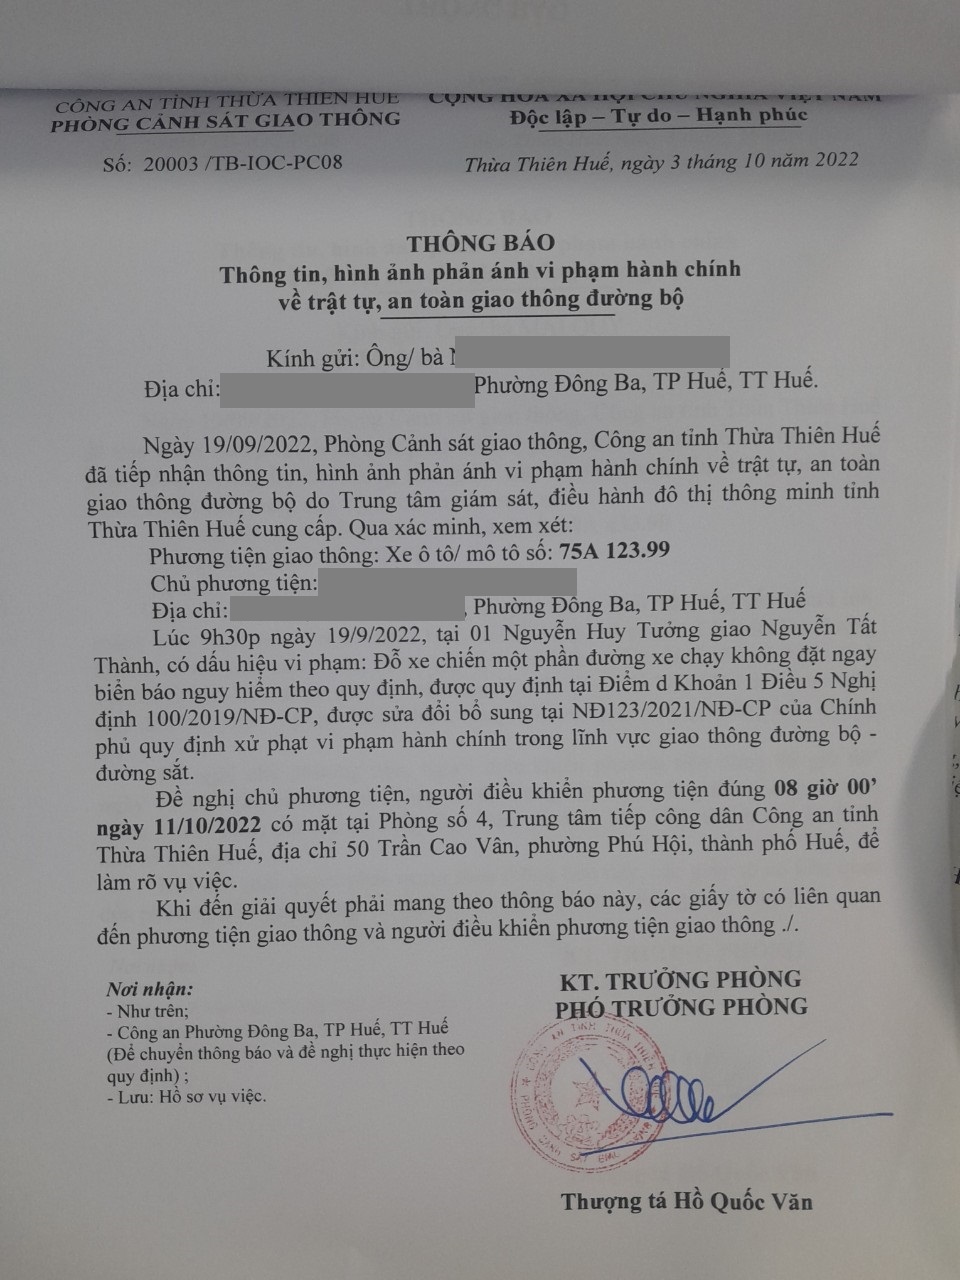 CÔNG AN TỈNH THỪA THIÊN HUẾ
CỘNG HÒA XÃ HỘI CHỦ NGHĨA VIỆT NAM
PHÒNG CẢNH SÁT GIAO THÔNG
Độc lập – Tự do – Hạnh phúc
Số: 20003 /TB-IOC-PC08
Thừa Thiên Huế, ngày 3 tháng 10 năm 2022
THÔNG BÁO
Thông tin, hình ảnh phản ánh vi phạm hành chính
về trật tự, an toàn giao thông đường bộ
Kính gửi: Ông/ bà
Địa chỉ: Phường Đông Ba, TP Huế, TT Huế.
Ngày 19/09/2022, Phòng Cảnh sát giao thông, Công an tỉnh Thừa Thiên Huế
đã tiếp nhận thông tin, hình ảnh phản ánh vi phạm hành chính về trật tự, an toàn
giao thông đường bộ do Trung tâm giám sát, điều hành đô thị thông minh tỉnh
Thừa Thiên Huế cung cấp. Qua xác minh, xem xét:
Phương tiện giao thông: Xe ô tô/ mô tô số: 75A 123.99
Chủ phương tiện:
Địa chỉ: , Phường Đông Ba, TP Huế, TT Huế
Lúc 9h30p ngày 19/9/2022, tại 01 Nguyễn Huy Tưởng giao Nguyễn Tất
Thành, có dấu hiệu vi phạm: Đỗ xe chiến một phần đường xe chạy không đặt ngay
biển báo nguy hiểm theo quy định, được quy định tại Điểm d Khoản 1 Điều 5 Nghị
định 100/2019/NĐ-CP, được sửa đổi bổ sung tại NĐ123/2021/NĐ-CP của Chính
phủ quy định xử phạt vi phạm hành chính trong lĩnh vực giao thông đường bộ -
đường sắt.
Đề nghị chủ phương tiện, người điều khiển phương tiện đúng 08 giờ 00’
ngày 11/10/2022 có mặt tại Phòng số 4, Trung tâm tiếp công dân Công an tỉnh
Thừa Thiên Huế, địa chỉ 50 Trần Cao Vân, phường Phú Hội, thành phố Huế, để
làm rõ vụ việc.
Khi đến giải quyết phải mang theo thông báo này, các giấy tờ có liên quan
đến phương tiện giao thông và người điều khiển phương tiện giao thông ./.
Nơi nhận:
- Như trên;
- Công an Phường Đông Ba, TP Huế, TT Huế
(Để chuyển thông báo và đề nghị thực hiện theo
quy định) ;
- Lưu: Hồ sơ vụ việc.
KT. TRƯỞNG PHÒNG
PHÓ TRƯỞNG PHÒNG
Thượng tá Hồ Quốc Văn